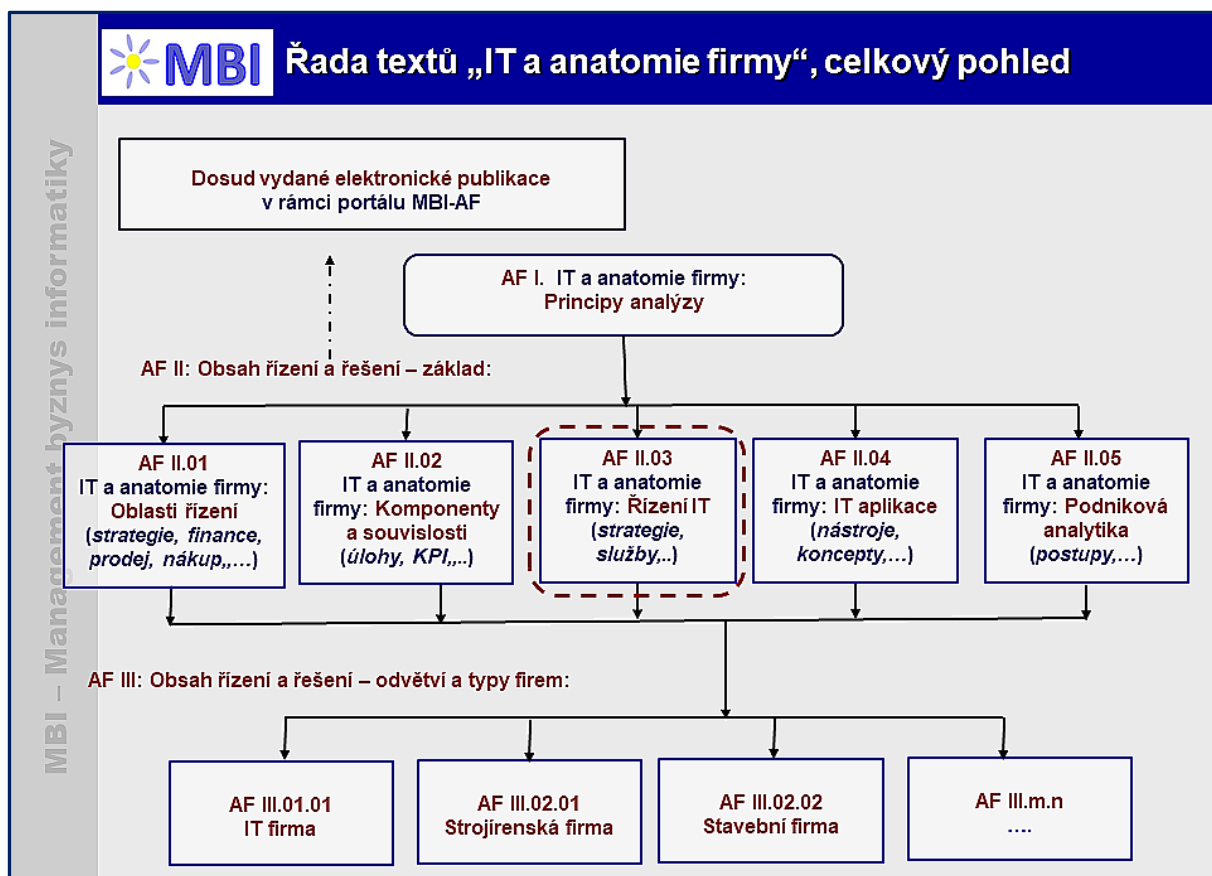 MBI
Řada textů „IT a anatomie firmy“, celkový pohled
MBI – Management byznys informatiky
Dosud vydané elektronické publikace
v rámci portálu MBI-AF
AF I. IT a anatomie firmy:
Principy analýzy
AF II: Obsah řízení a řešení – základ:
AF II.01
IT a anatomie firmy:
Oblasti řízení
(strategie, finance,
prodej, nákup,,…)
AF II.02
IT a anatomie
firmy: Komponenty
a souvislosti
(úlohy, KPI,,..)
AF II.03
IT a anatomie
firmy: Řízení IT
(strategie,
služby,..)
AF II.04
IT a anatomie
firmy: IT aplikace
(nástroje,
koncepty,…)
AF II.05
IT a anatomie
firmy: Podniková
analytika
(postupy,…)
AF III: Obsah řízení a řešení – odvětví a typy firem:
AF III.01.01
IT firma
AF III.02.01
Strojírenská firma
AF III.02.02
Stavební firma
AF III.m.n
….